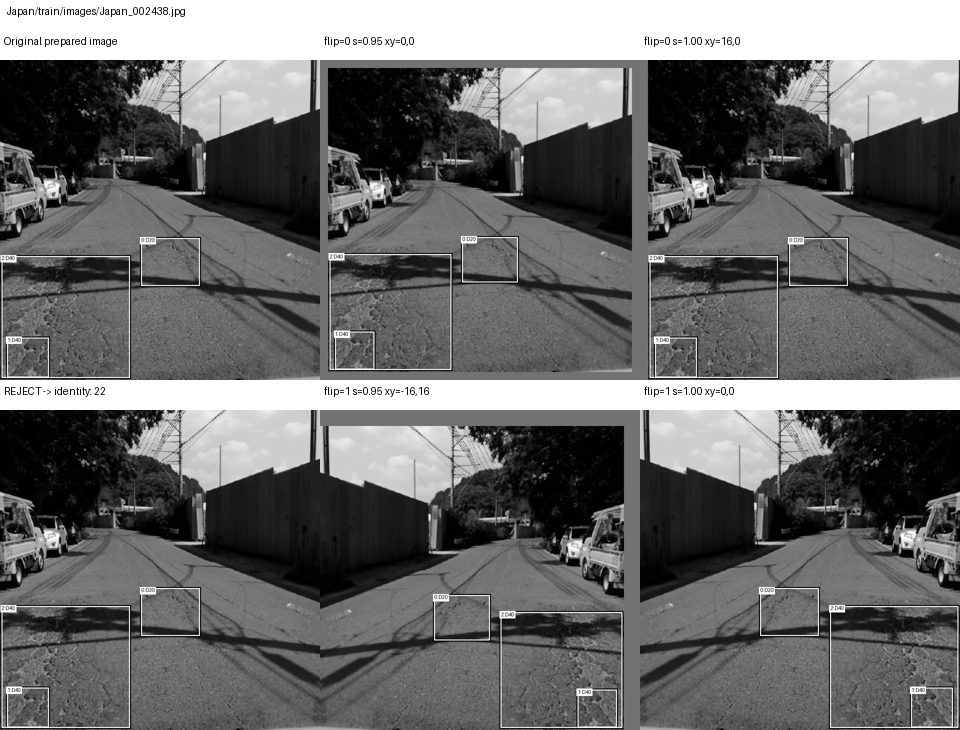 Japan/train/images/Japan_002438.jpg
Original prepared image
flip=0 s=0.95 xy=0,0
flip=0 s=1.00 xy=16,0
0:D20
2:D40
1:D40
0:D20
2:D40
1:D40
0:D20
2:D40
1:D40
REJECT -> identity: 22
flip=1 s=0.95 xy=-16,16
flip=1 s=1.00 xy=0,0
0:D20
2:D40
1:D40
0:D20
2:D40
1:D40
0:D20
2:D40
1:D40